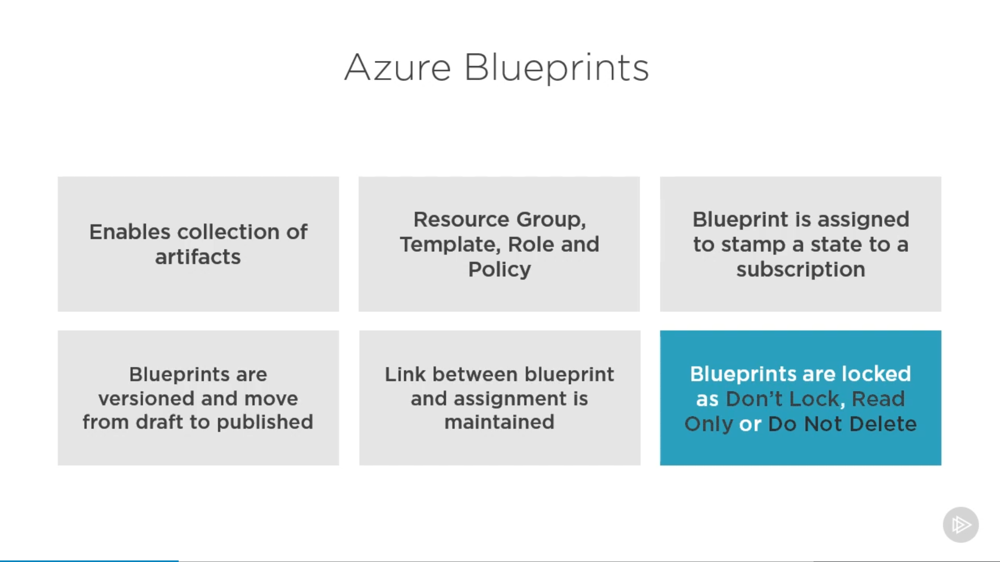 Azure Blueprints
Enables collection of
artifacts
Resource Group,
Template, Role and
Policy
Blueprint is assigned
to stamp a state to a
subscription
Blueprints are
versioned and move
from draft to published
Link between blueprint
and assignment is
maintained
Blueprints are locked
as Don't Lock, Read
Only or Do Not Delete